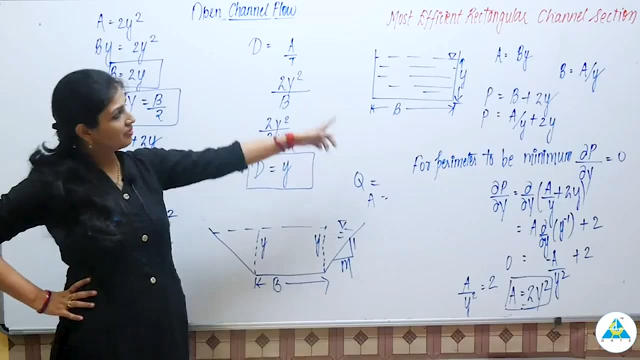 Open Channel Flow
Most Efficient Rectangular Channel Section
A = 2y²
By = 2y²
B = 2y
y = B/2
D = A/T
2y²/B
2y²
D = y
y
B
A = By
B = A/y
P = B + 2y
P = A/y + 2y
For perimeter to be minimum ∂P/∂y = 0
∂P/∂y = ∂/∂y (A/y + 2y)
= A ∂/∂y (y⁻¹) + 2
0 = -A/y² + 2
A/y² = 2
A = 2y²
Q =
A =
y
y
1
m
B